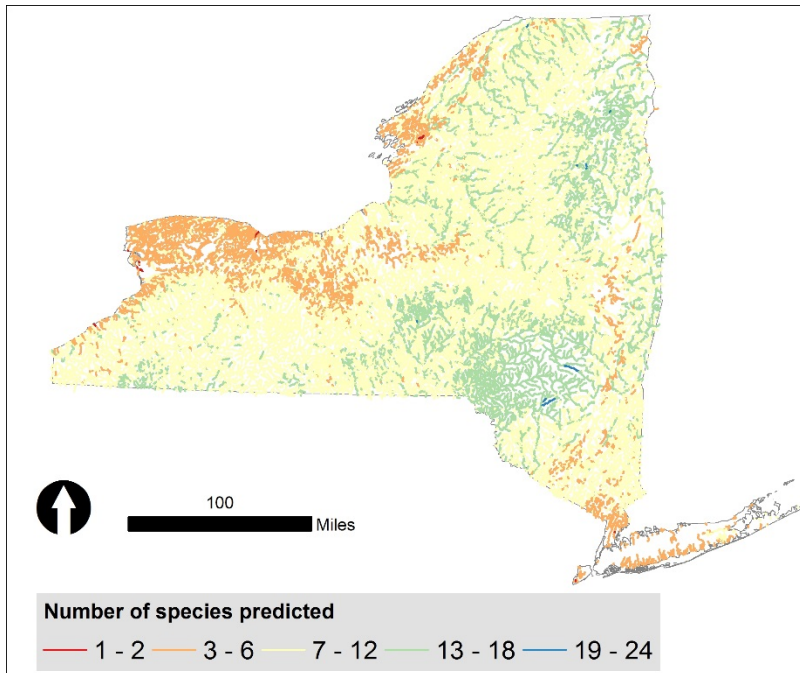 100
Miles
Number of species predicted
1 - 2 3 - 6 7 - 12 13 - 18 19 - 24